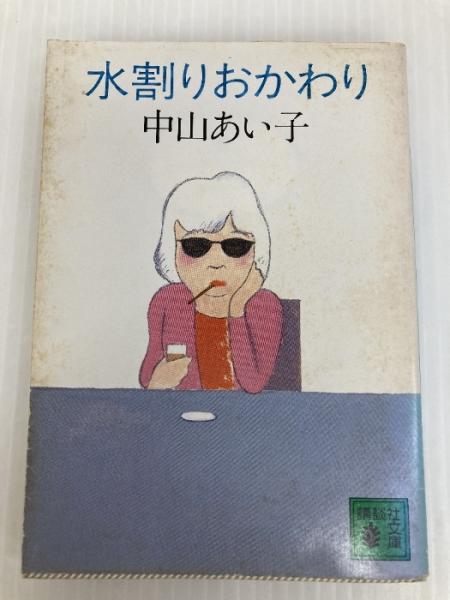 水割りおかわり
中山あい子
講談社
文庫